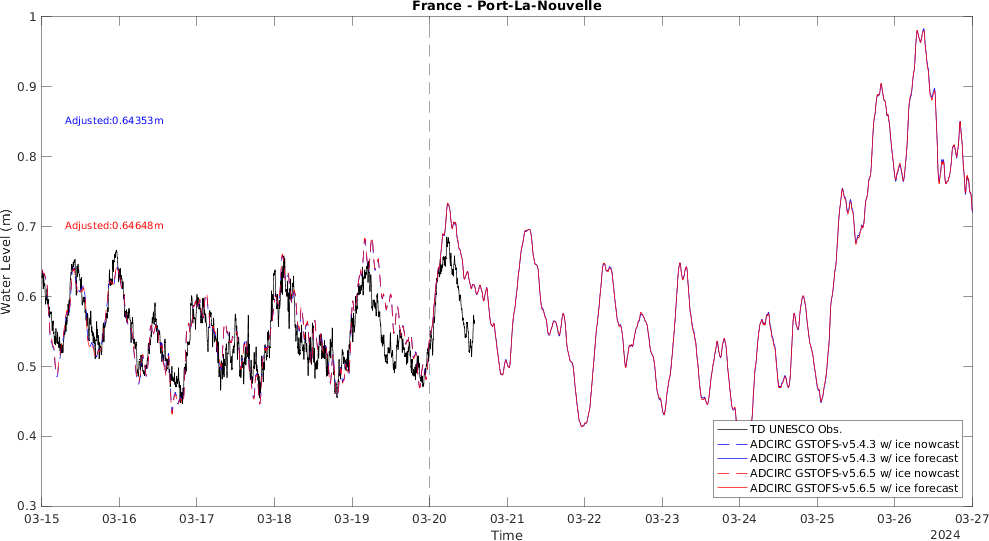 France - Port-La-Nouvelle
Water Level (m)
1
0.9
0.8
0.7
0.6
0.5
0.4
0.3
Adjusted:0.64353m
Adjusted:0.64648m
TD UNESCO Obs.
ADCIRC GSTOFS-v5.4.3 w/ ice nowcast
ADCIRC GSTOFS-v5.4.3 w/ ice forecast
ADCIRC GSTOFS-v5.6.5 w/ ice nowcast
ADCIRC GSTOFS-v5.6.5 w/ ice forecast
03-15 03-16 03-17 03-18 03-19 03-20 03-21 03-22 03-23 03-24 03-25 03-26 03-27
Time
2024